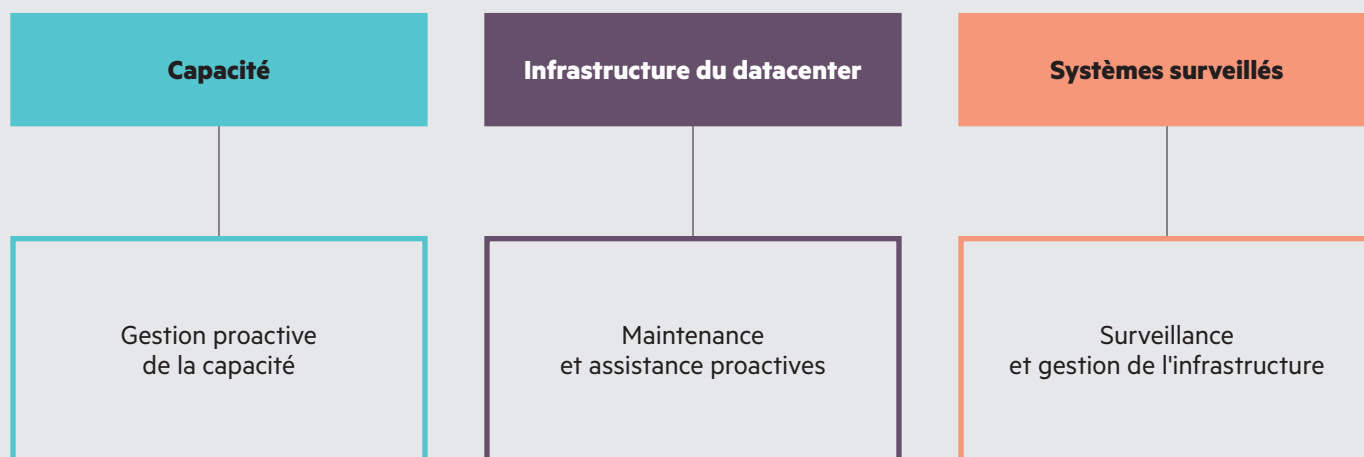 Capacité
Infrastructure du datacenter
Systèmes surveillés
Gestion proactive
de la capacité
Maintenance
et assistance proactives
Surveillance
et gestion de l'infrastructure